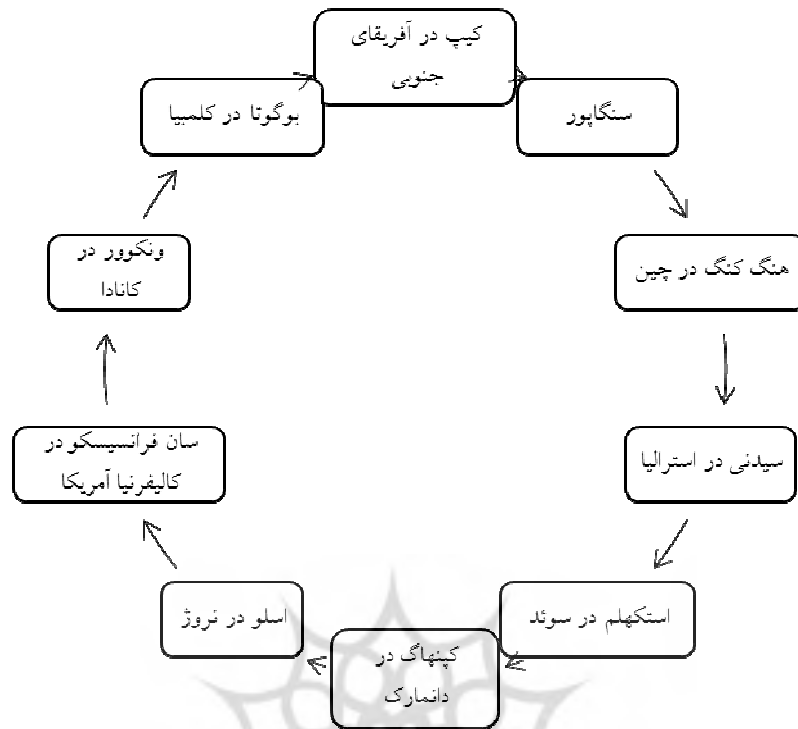 کیپ در آفریقای
جنوبی
سنگاپور
هنگ کنگ در چین
سیدنی در استرالیا
استکهلم در سوئد
کپنهاگ در
دانمارک
اسلو در نروژ
سان فرانسیسکو در
کالیفرنیا آمریکا
ونکوور در
کانادا
بوگوتا در کلمبیا